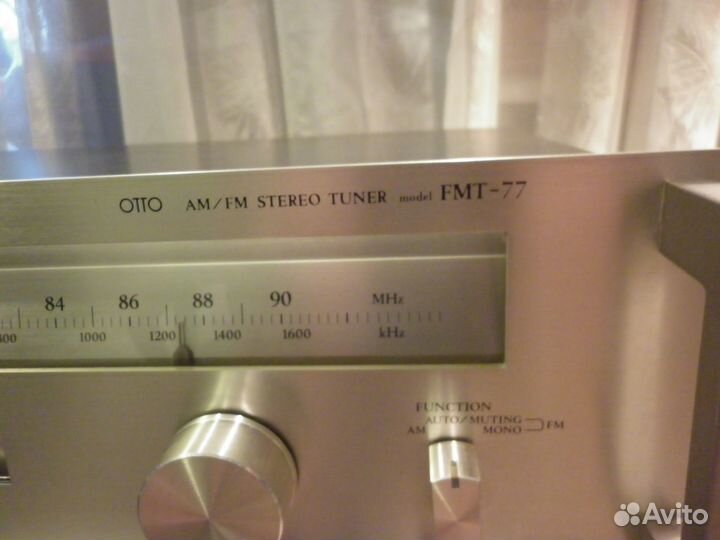 OTTO AM/FM STEREO TUNER model FMT-77
84 86 88 90 MHz
1000 1200 1400 1600 kHz
FUNCTION
AUTO/MUTING
AM MONO FM
Avito